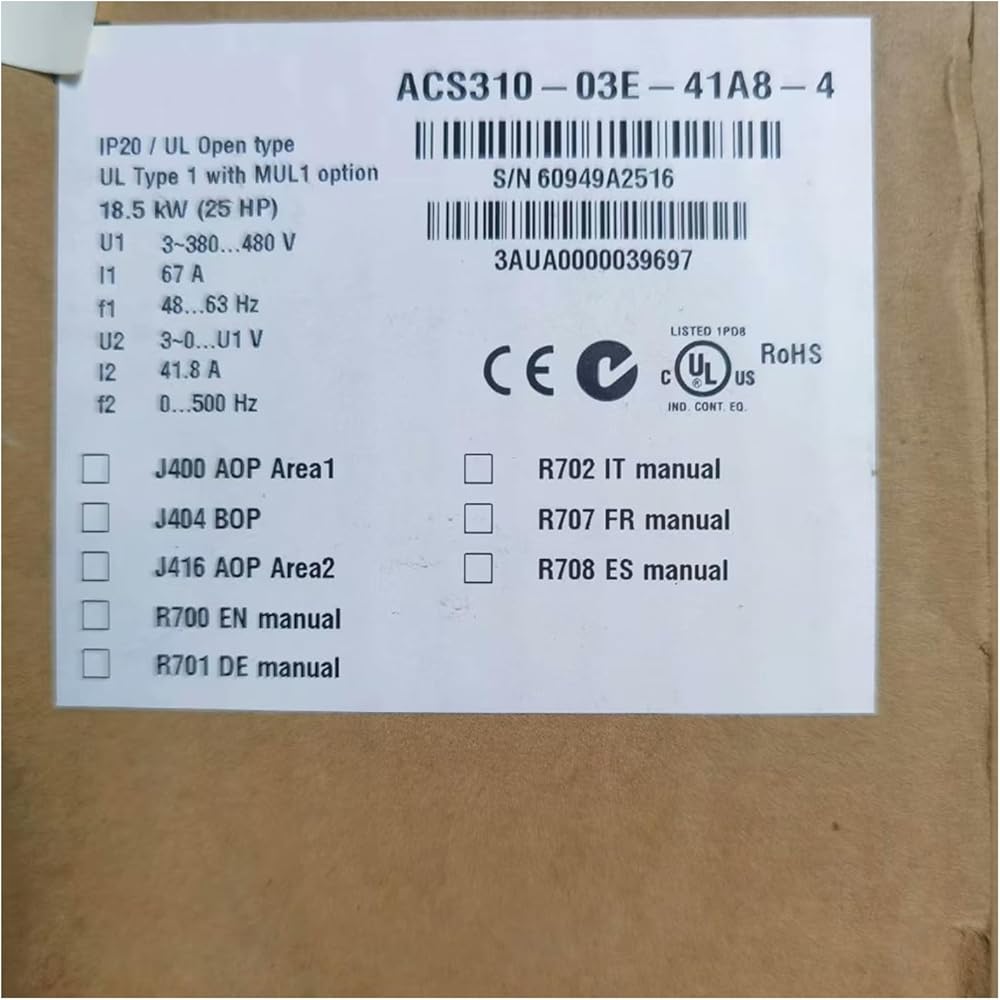 ACS310-03E-41A8-4
IP20 / UL Open type
UL Type 1 with MUL1 option
18.5 kW (25 HP)
U1 3~380...480 V
I1 67 A
f1 48...63 Hz
U2 3~0...U1 V
I2 41.8 A
f2 0...500 Hz
S/N 60949A2516
3AUA0000039697
CE
LISTED 1PD8
C UL US
®
IND. CONT. EQ.
RoHS
J400 AOP Area1
J404 BOP
J416 AOP Area2
R700 EN manual
R701 DE manual
R702 IT manual
R707 FR manual
R708 ES manual